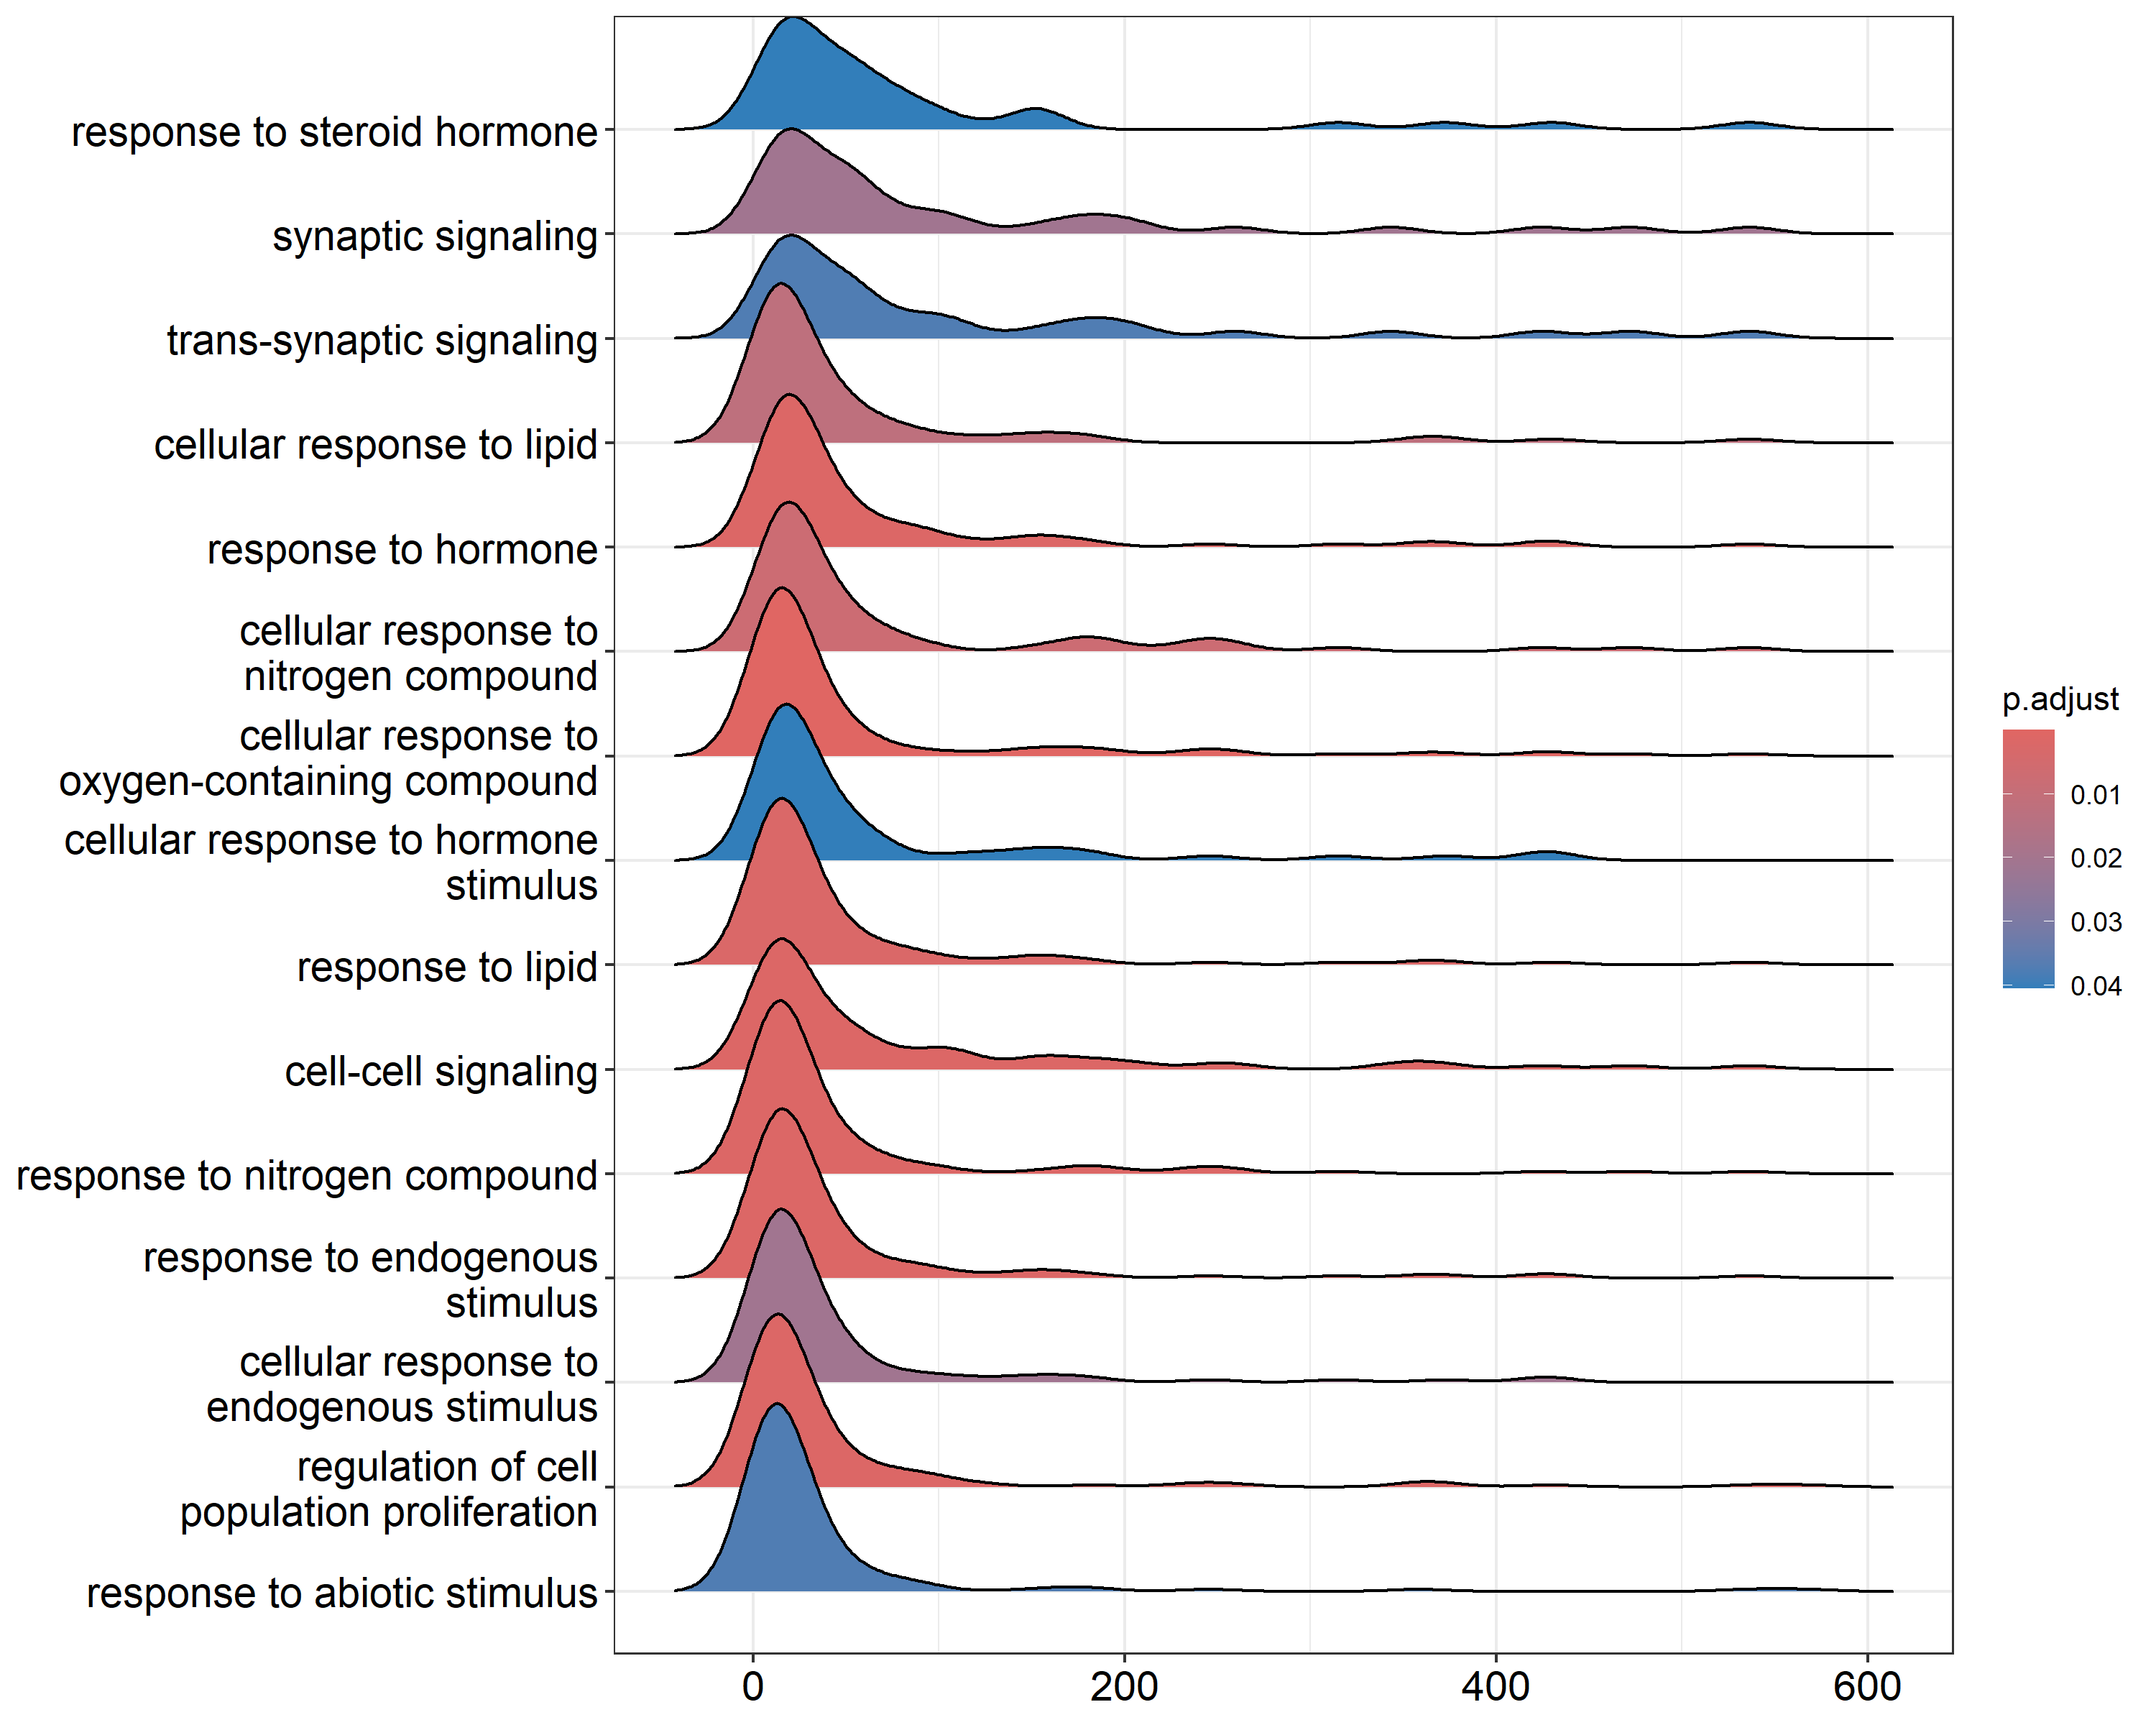 response to steroid hormone
synaptic signaling
trans-synaptic signaling
cellular response to lipid
response to hormone
cellular response to
nitrogen compound
cellular response to
oxygen-containing compound
cellular response to hormone
stimulus
response to lipid
cell-cell signaling
response to nitrogen compound
response to endogenous
stimulus
cellular response to
endogenous stimulus
regulation of cell
population proliferation
response to abiotic stimulus
0
200
400
600
p.adjust
0.01
0.02
0.03
0.04